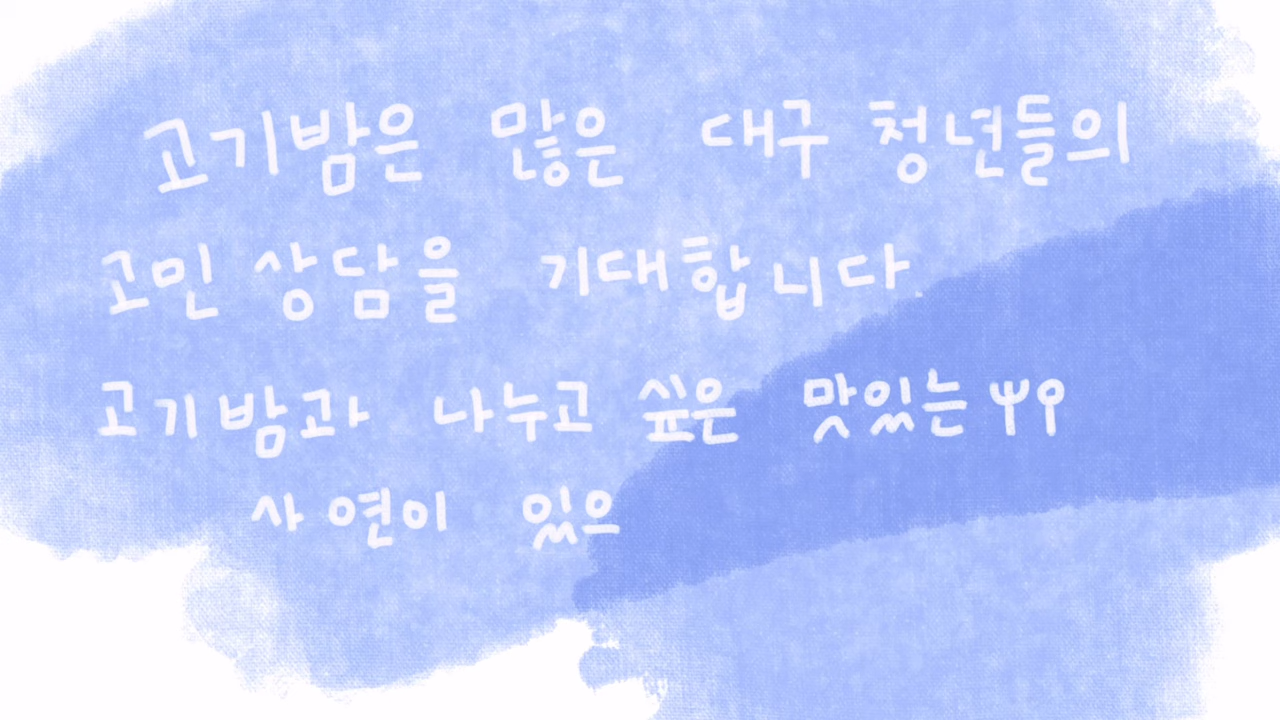 고기밤은 많은 대구 청년들의
고민 상담을 기대합니다.
고기밤과 나누고 싶은 맛있는
사연이 있으